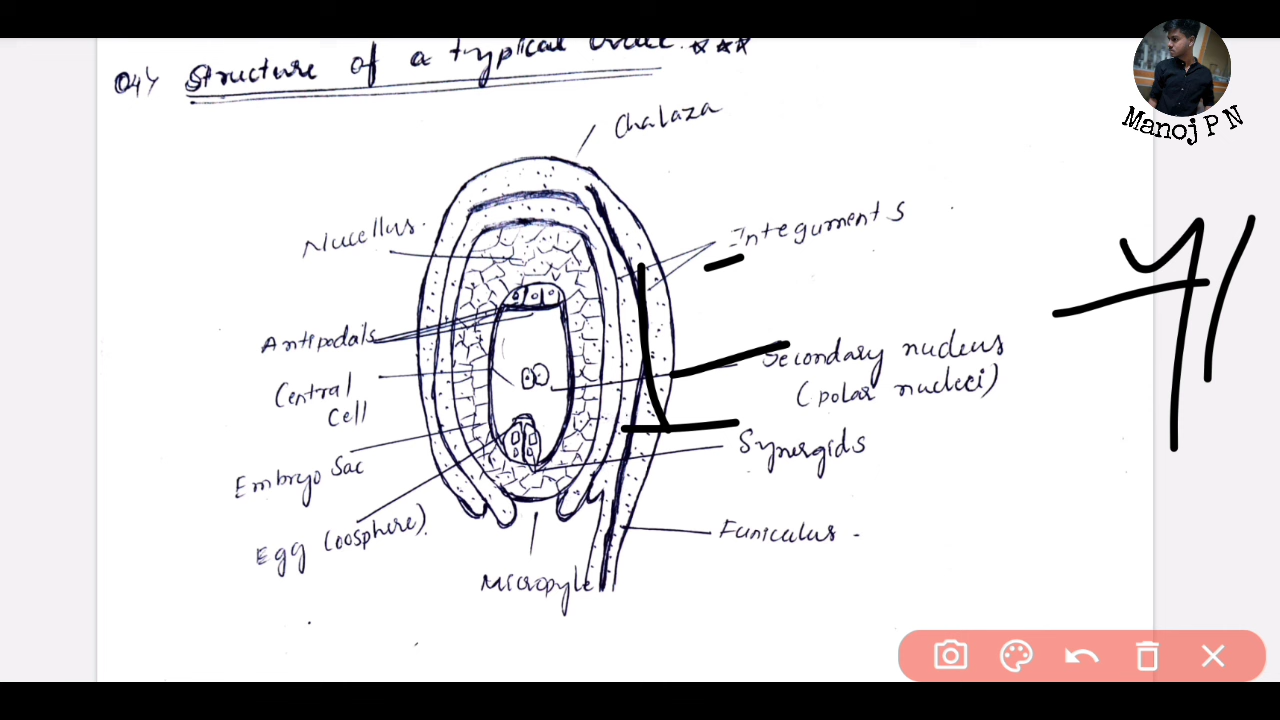 Q4) Structure of a typical ovule. ☆☆☆
Manoj P N
Chalaza
Nucellus.
Integuments
Antipodals
Secondary nucleus
(polar nuclei)
Central
Cell
Synergids
Embryo Sac
Egg (oosphere).
Funiculus.
Micropyle